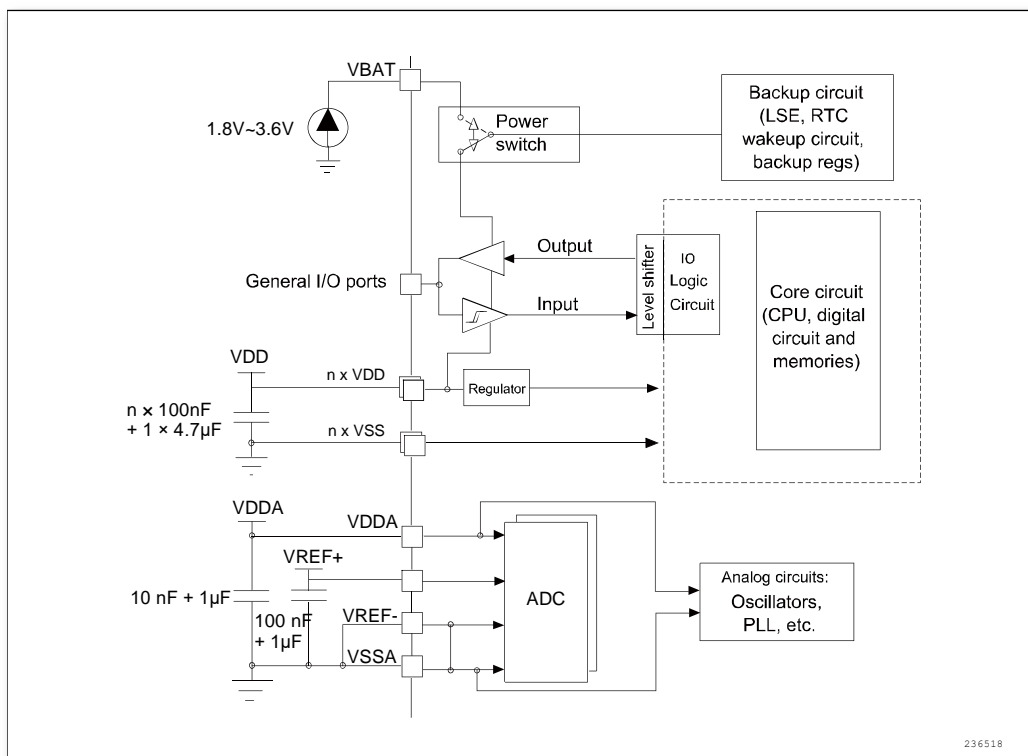 VBAT
1.8V~3.6V
Power
switch
Backup circuit
(LSE, RTC
wakeup circuit,
backup regs)
General I/O ports
Output
Input
Level shifter
IO
Logic
Circuit
Core circuit
(CPU, digital
circuit and
memories)
VDD
n x VDD
Regulator
n × 100nF
+ 1 × 4.7μF
n x VSS
VDDA
VDDA
VREF+
10 nF + 1μF
100 nF
+ 1μF
VREF-
VSSA
ADC
Analog circuits:
Oscillators,
PLL, etc.
236518